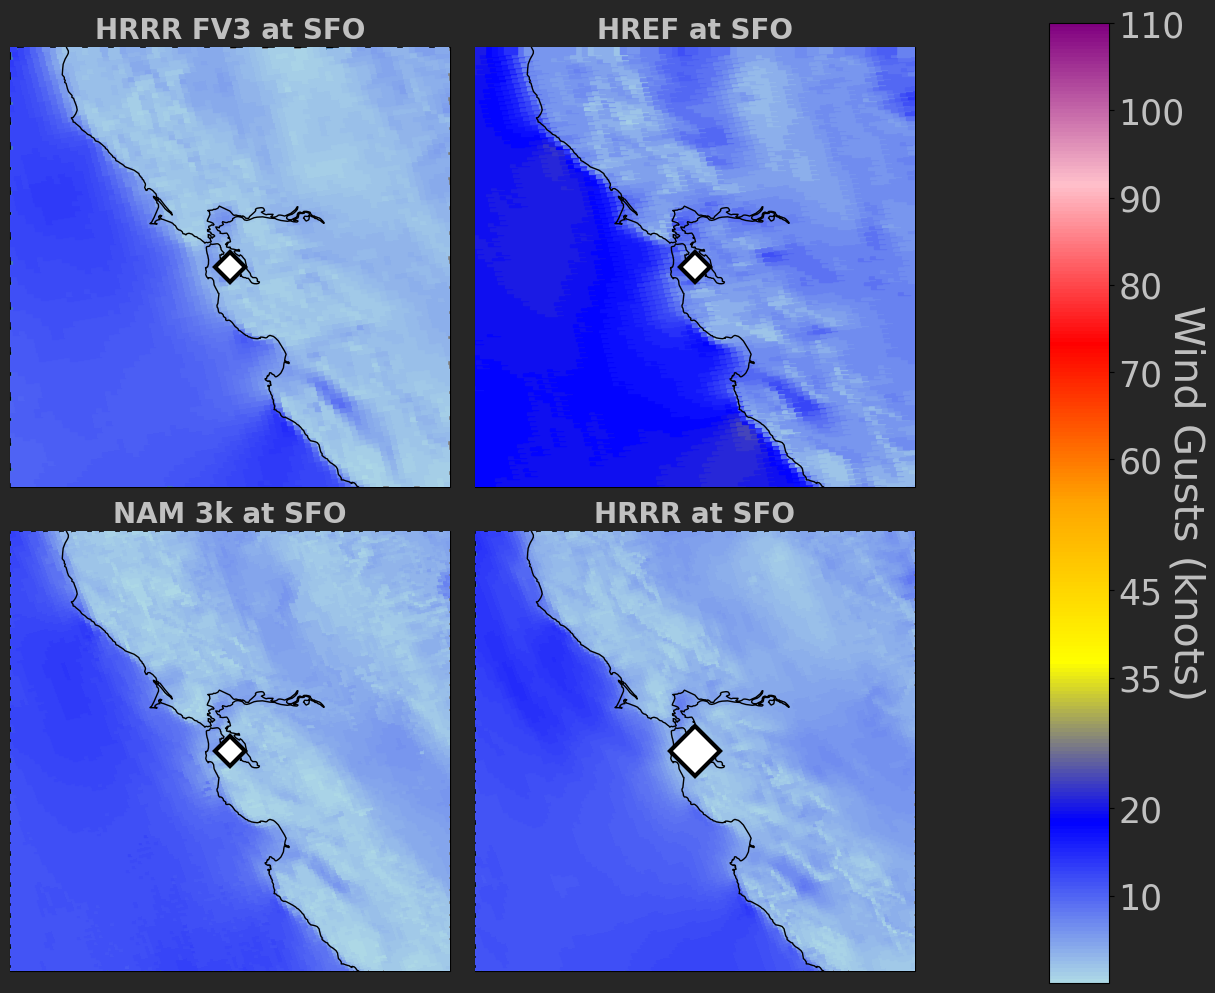 HRRR FV3 at SFO
HREF at SFO
NAM 3k at SFO
HRRR at SFO
110
100
90
80
70
60
45
35
20
10
Wind Gusts (knots)